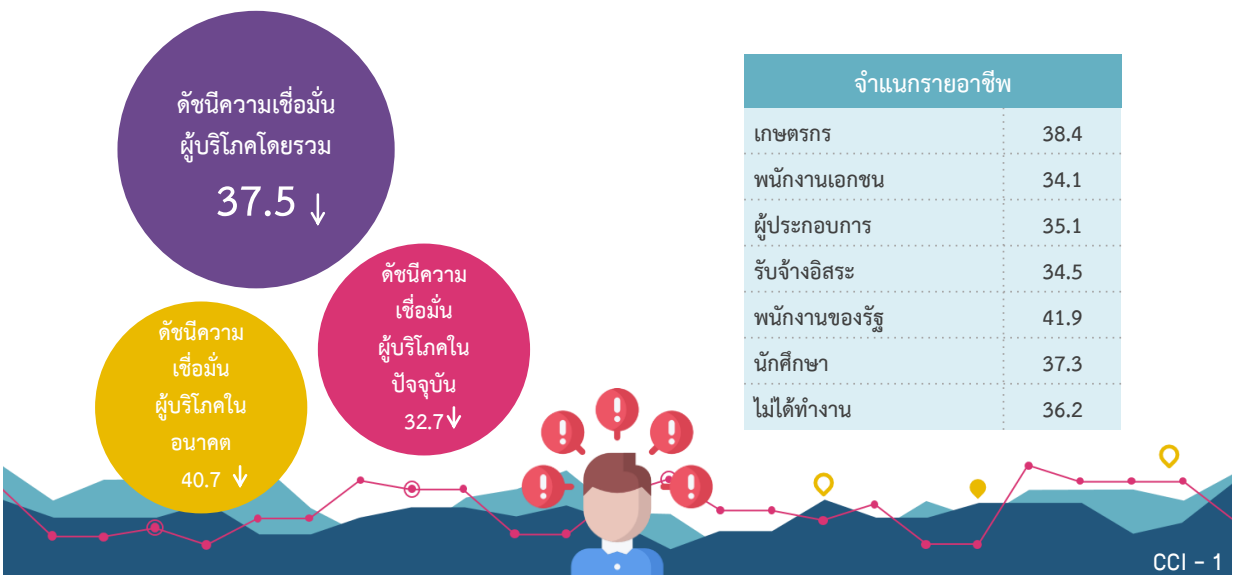 ดัชนีความเชื่อมั่น
ผู้บริโภคโดยรวม
37.5 ↓
ดัชนีความ
เชื่อมั่น
ผู้บริโภคใน
ปัจจุบัน
32.7 ↓
ดัชนีความ
เชื่อมั่น
ผู้บริโภคใน
อนาคต
40.7 ↓
จำแนกรายอาชีพ
เกษตรกร 38.4
พนักงานเอกชน 34.1
ผู้ประกอบการ 35.1
รับจ้างอิสระ 34.5
พนักงานของรัฐ 41.9
นักศึกษา 37.3
ไม่ได้ทำงาน 36.2
CCI - 1